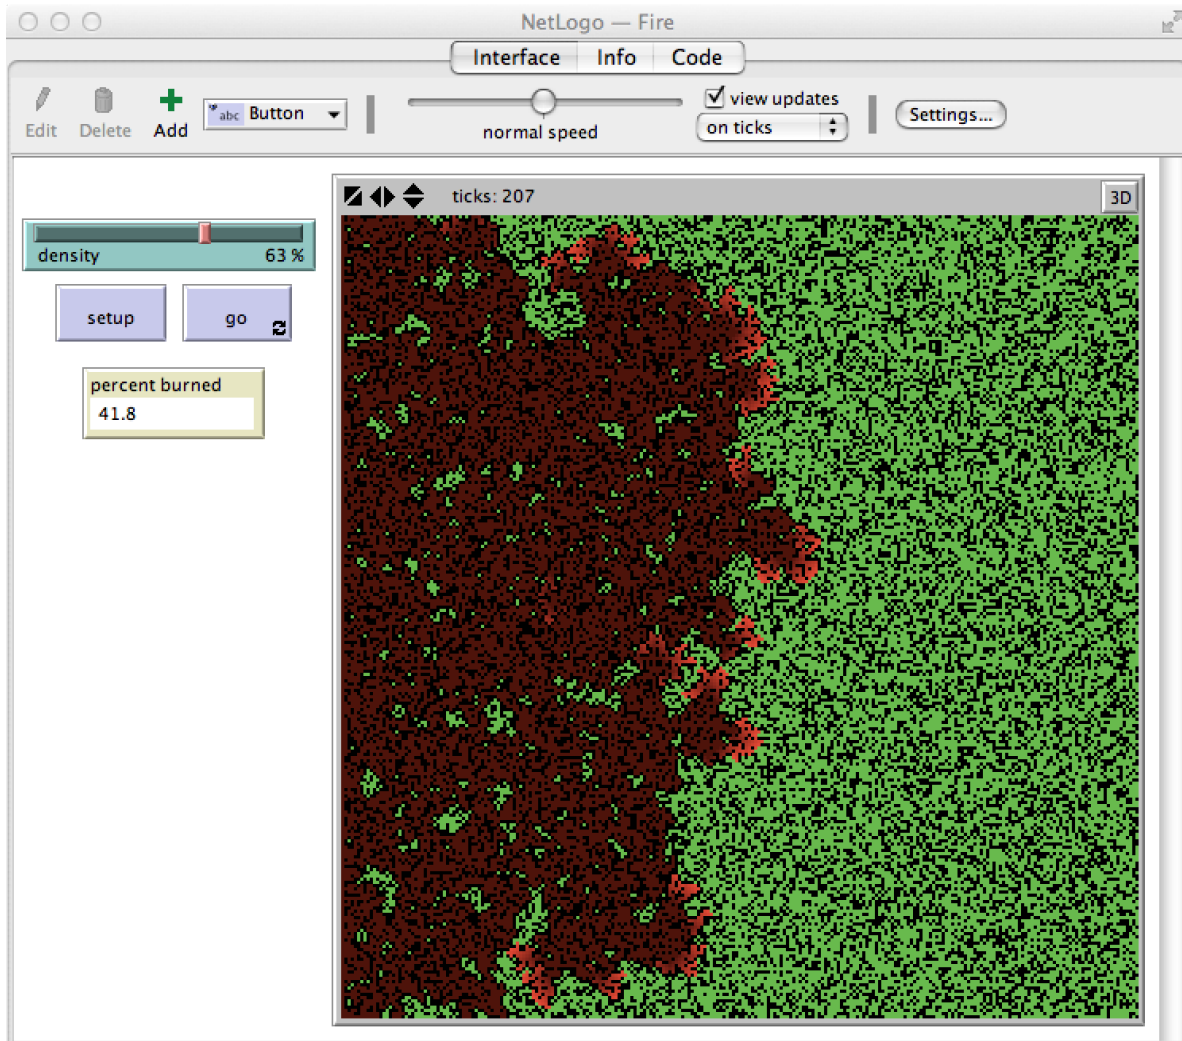 NetLogo — Fire
Interface Info Code
Edit Delete Add abc Button normal speed view updates on ticks Settings...
ticks: 207 3D
density 63 %
setup go
percent burned
41.8